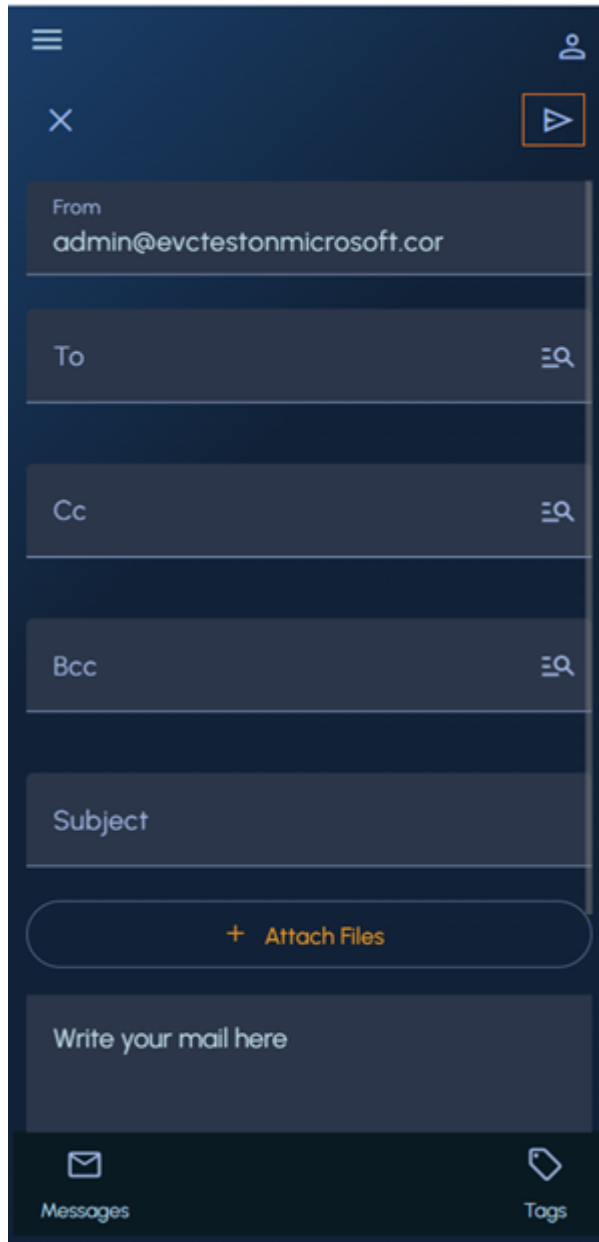 From
admin@evctestonmicrosoft.cor
To
Cc
Bcc
Subject
+ Attach Files
Write your mail here
Messages
Tags